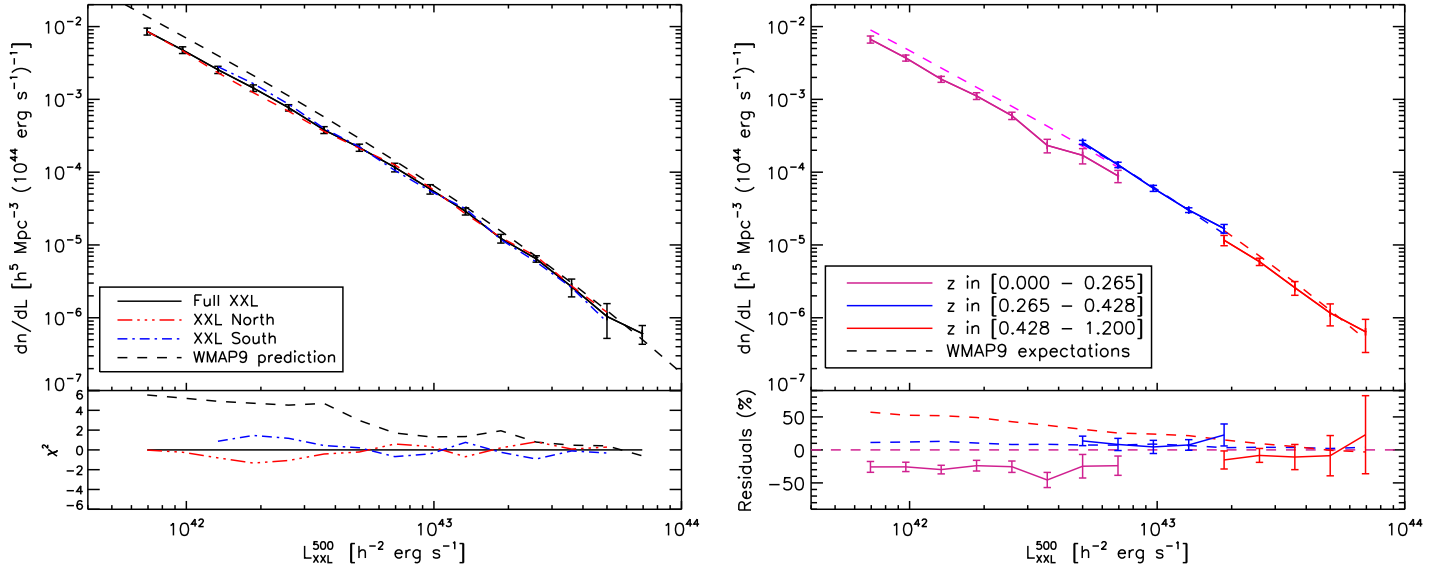 10⁻²
10⁻³
10⁻⁴
10⁻⁵
10⁻⁶
10⁻⁷
dn/dL [h⁵ Mpc⁻³ (10⁴⁴ erg s⁻¹)⁻¹]
Full XXL
XXL North
XXL South
WMAP9 prediction
6
4
2
0
−2
−4
−6
χ²
10⁴²
10⁴³
10⁴⁴
L⁵⁰⁰_XXL [h⁻² erg s⁻¹]
10⁻²
10⁻³
10⁻⁴
10⁻⁵
10⁻⁶
10⁻⁷
dn/dL [h⁵ Mpc⁻³ (10⁴⁴ erg s⁻¹)⁻¹]
z in [0.000 − 0.265]
z in [0.265 − 0.428]
z in [0.428 − 1.200]
WMAP9 expectations
50
0
−50
Residuals (%)
10⁴²
10⁴³
10⁴⁴
L⁵⁰⁰_XXL [h⁻² erg s⁻¹]